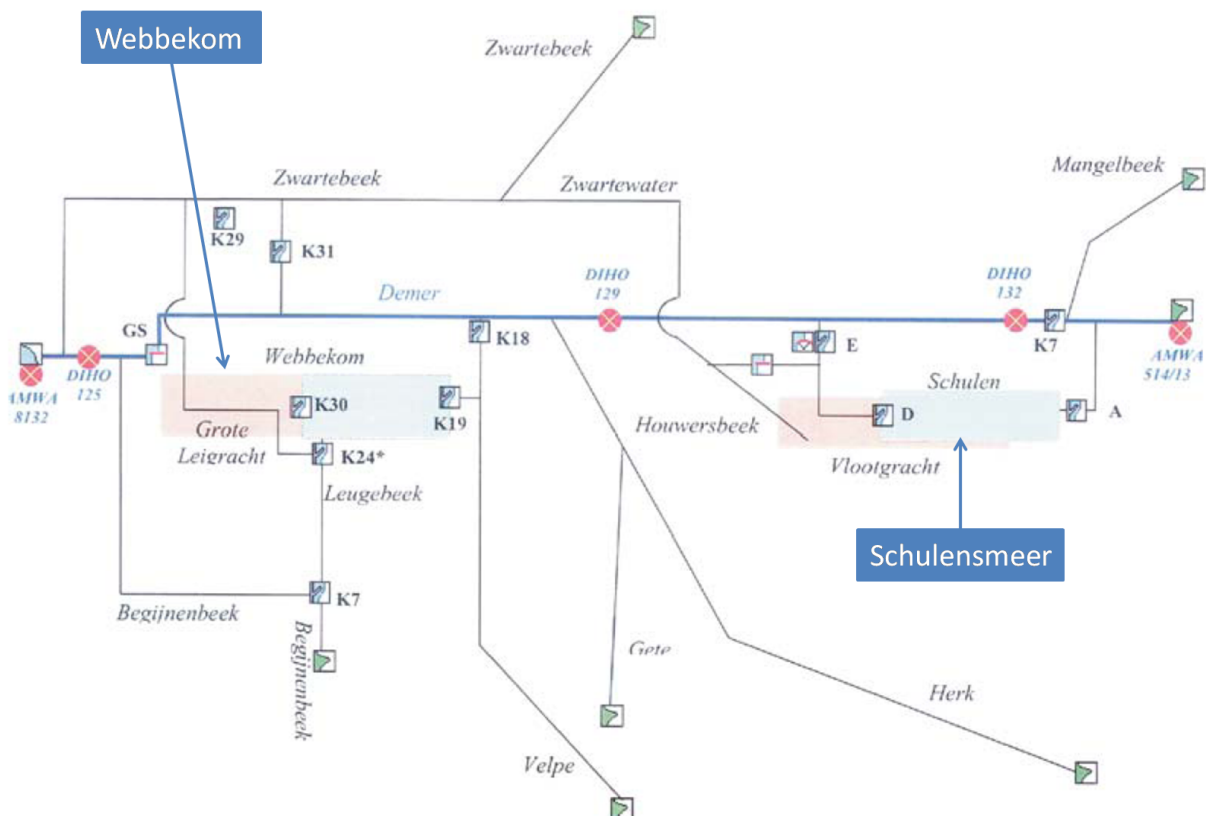 Webbekom
Zwartebeek
Mangelbeek
Zwartebeek
Zwartewater
K29
K31
DIHO
129
DIHO
132
Demer
GS
K18
E
K7
AMWA
8132
DIHO
125
Webbekom
AMWA
514/13
Schulen
K30
K19
D
A
Grote
Leigracht
Houwersbeek
K24*
Vlootgracht
Leugebeek
Schulensmeer
K7
Begijnenbeek
Begijnenbeek
Gete
Herk
Velpe